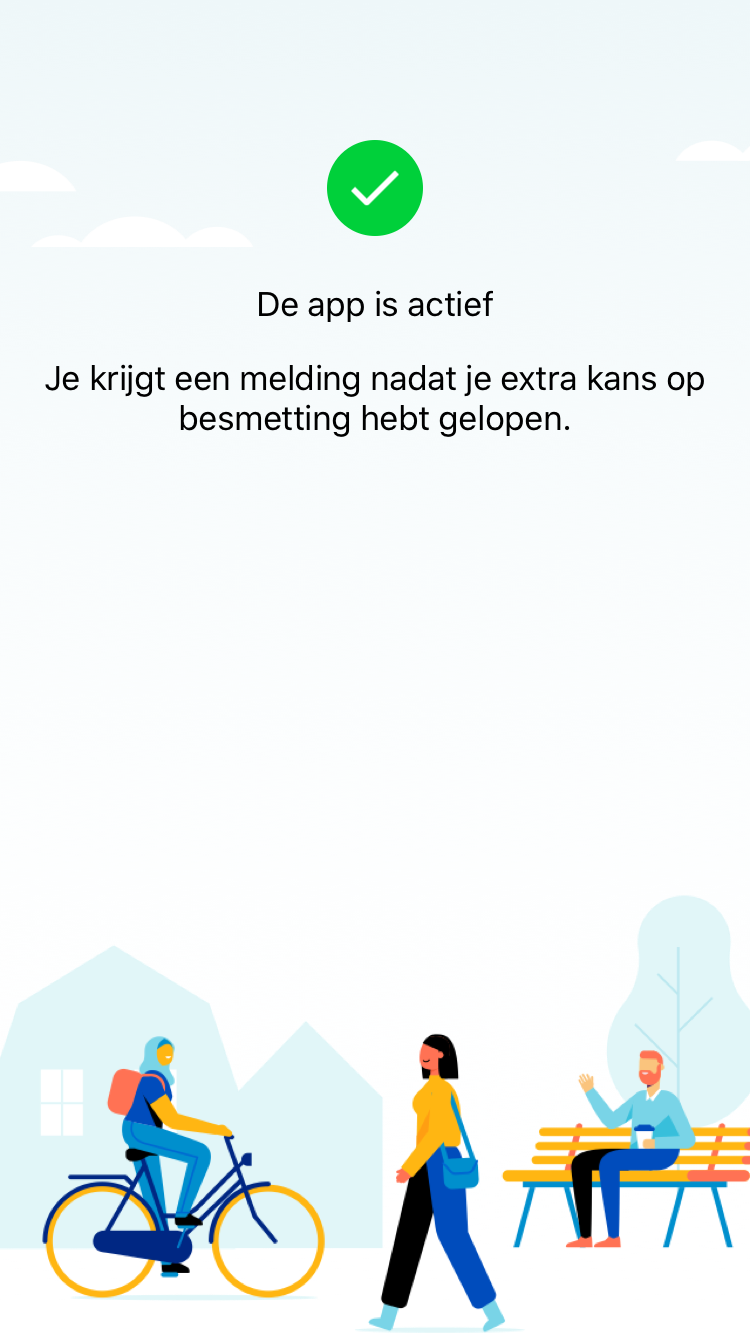 De app is actief
Je krijgt een melding nadat je extra kans op
besmetting hebt gelopen.